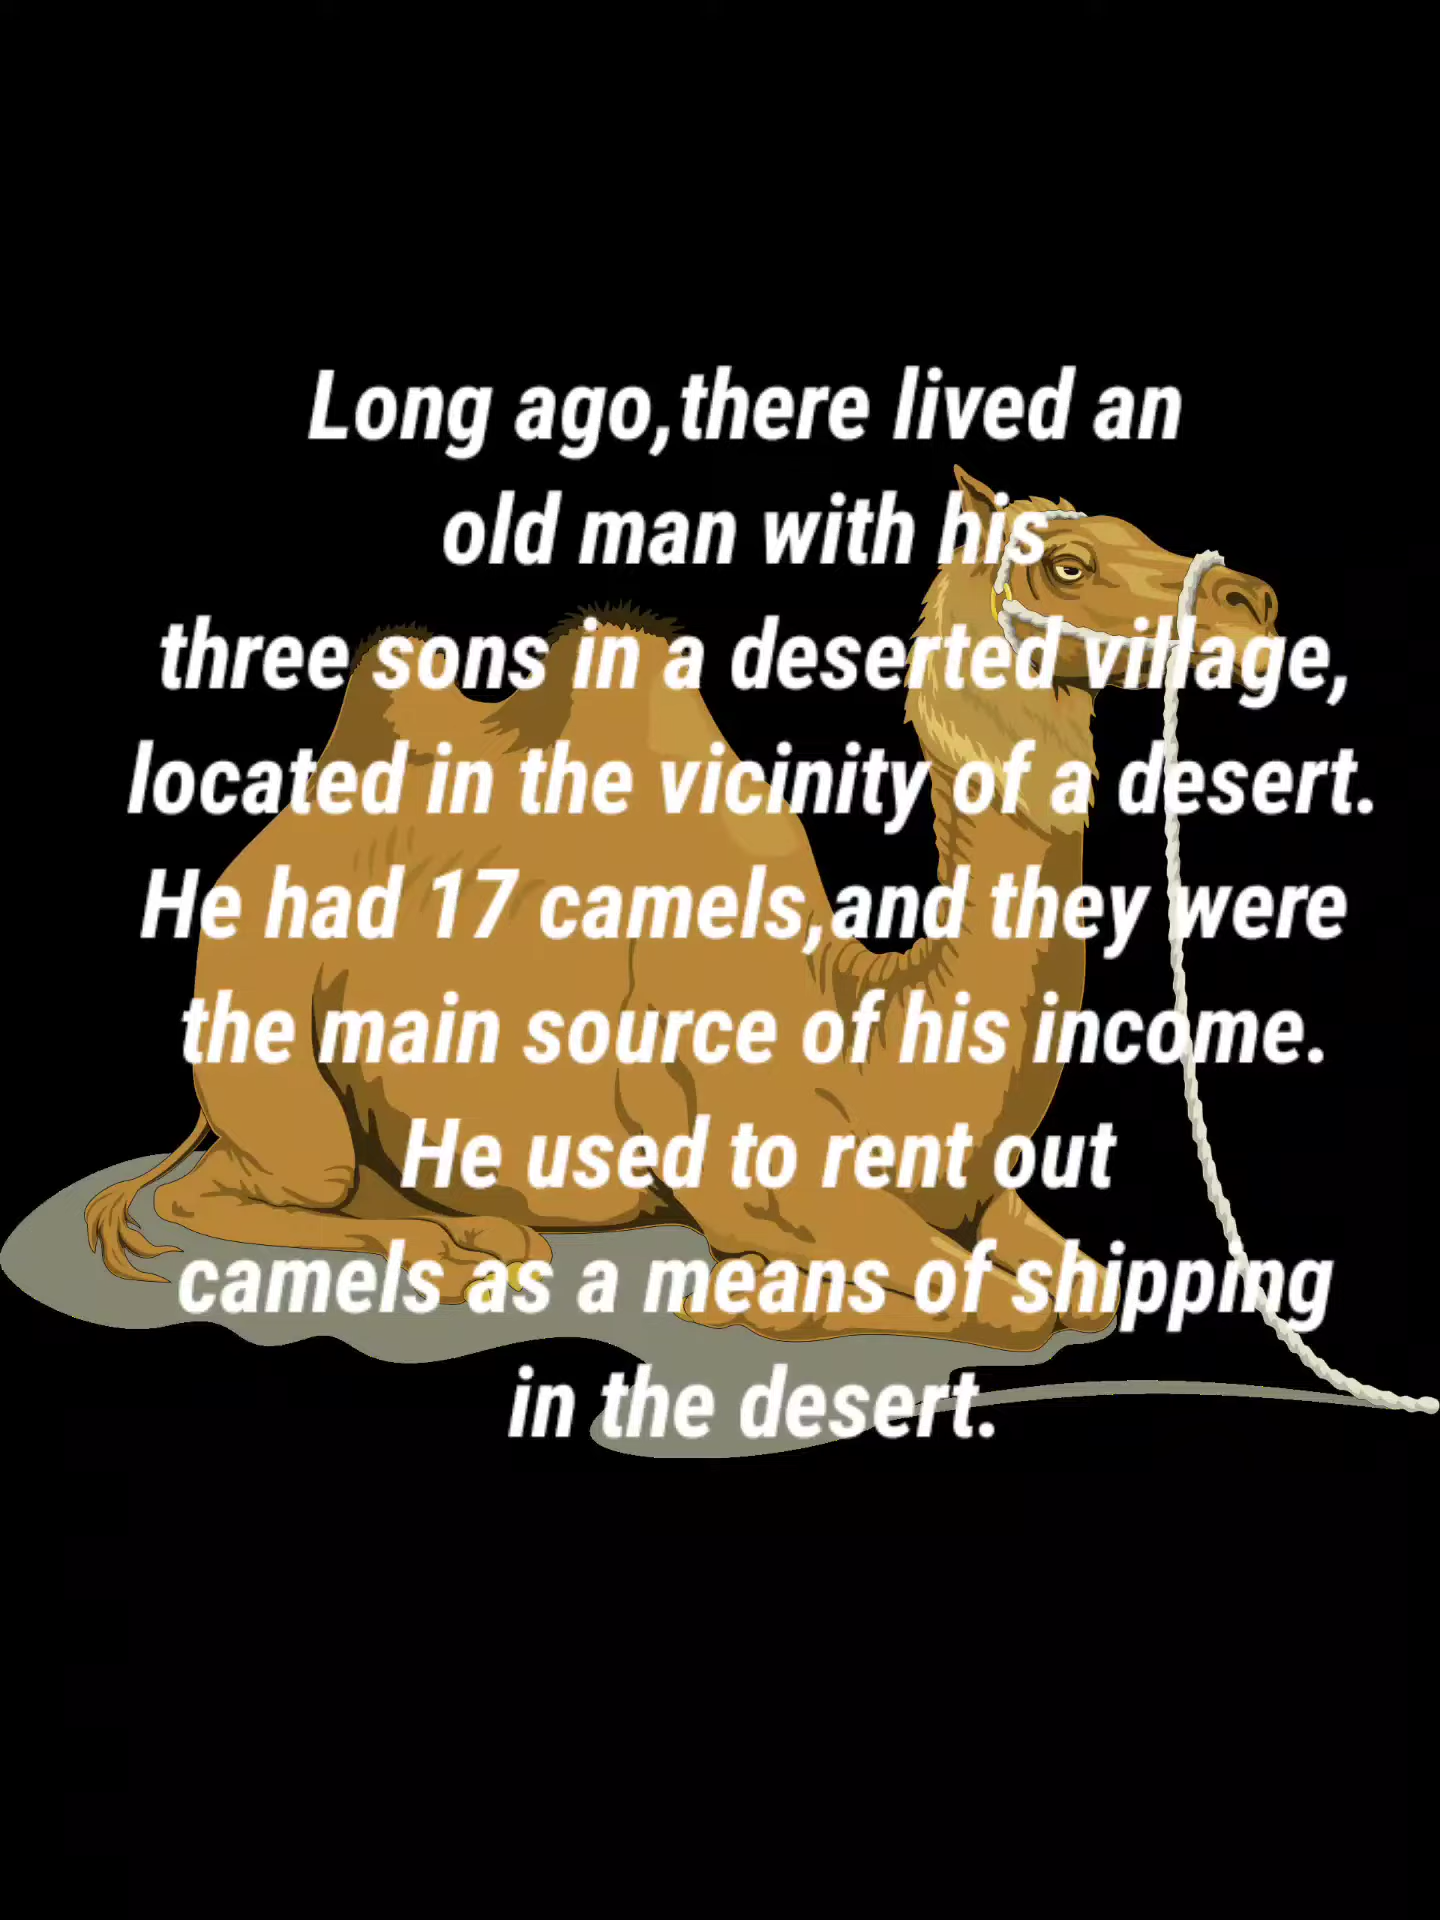 Long ago,there lived an
old man with his
three sons in a deserted village,
located in the vicinity of a desert.
He had 17 camels,and they were
the main source of his income.
He used to rent out
camels as a means of shipping
in the desert.